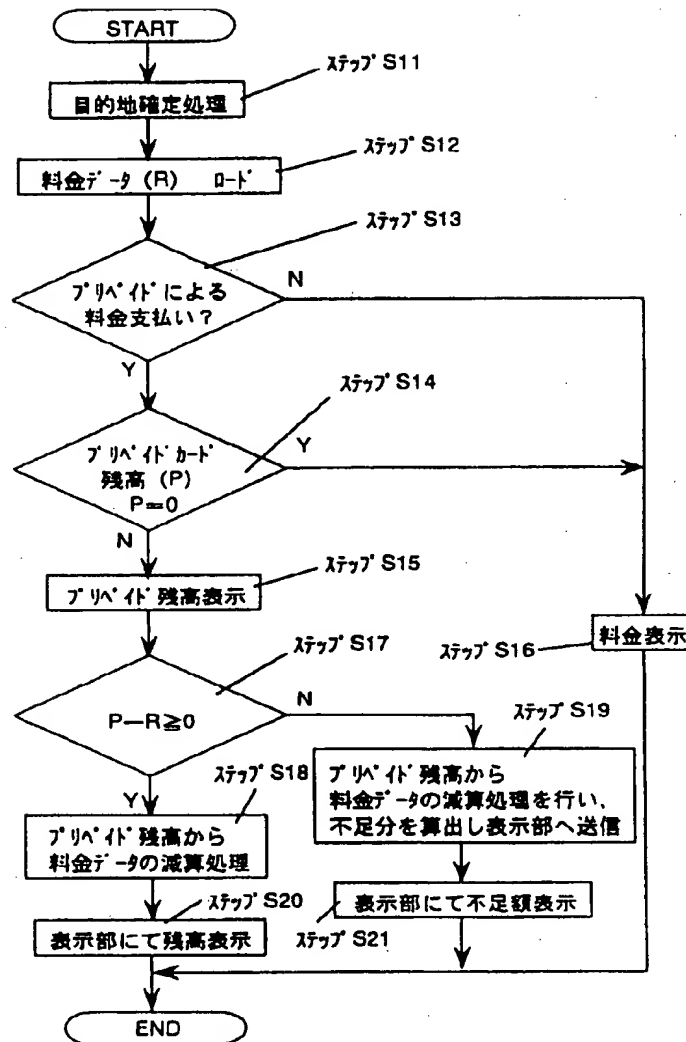 START
ステップ S11
目的地確定処理
ステップ S12
料金データ (R) ロード
ステップ S13
プリペイドによる
料金支払い?
N
Y
ステップ S14
プリペイドカード
残高 (P)
P=0
Y
N
ステップ S15
プリペイド残高表示
ステップ S16
料金表示
ステップ S17
P−R≧0
N
Y
ステップ S18
プリペイド残高から
料金データの減算処理
ステップ S19
プリペイド残高から
料金データの減算処理を行い、
不足分を算出し表示部へ送信
ステップ S20
表示部にて残高表示
ステップ S21
表示部にて不足額表示
END